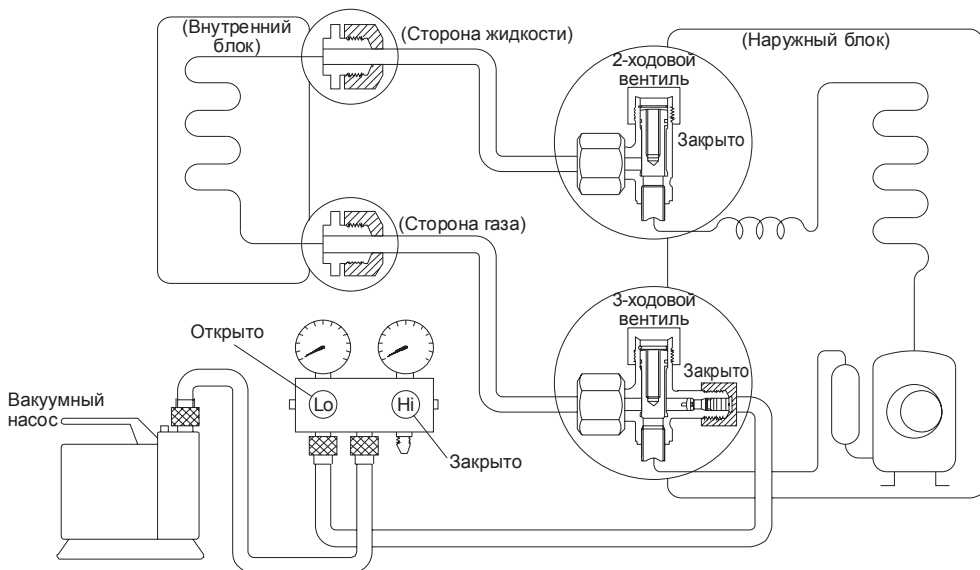 (Внутренний
блок)
(Сторона жидкости)
(Наружный блок)
2-ходовой
вентиль
Закрыто
(Сторона газа)
3-ходовой
вентиль
Закрыто
Открыто
Lo
Hi
Закрыто
Вакуумный
насос